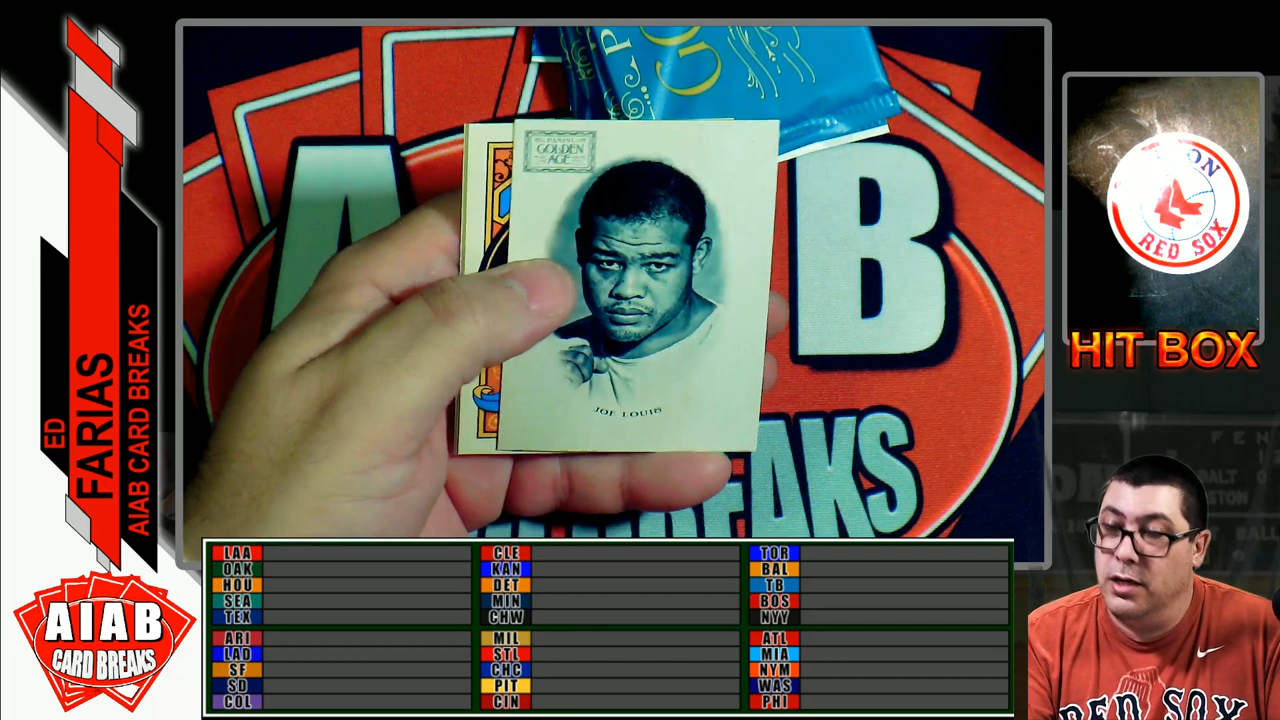 ED
FARIAS
AIAB CARD BREAKS
AIAB
CARD BREAKS
PANINI
GOLDEN
AGE
JOE LOUIS
A
B
RED SOX
HIT BOX
LAA
OAK
HOU
SEA
TEX
ARI
LAD
SF
SD
COL
CLE
KAN
DET
MIN
CHW
MIL
STL
CHC
PIT
CIN
TOR
BAL
TB
BOS
NYY
ATL
MIA
NYM
WAS
PHI
RED SOX